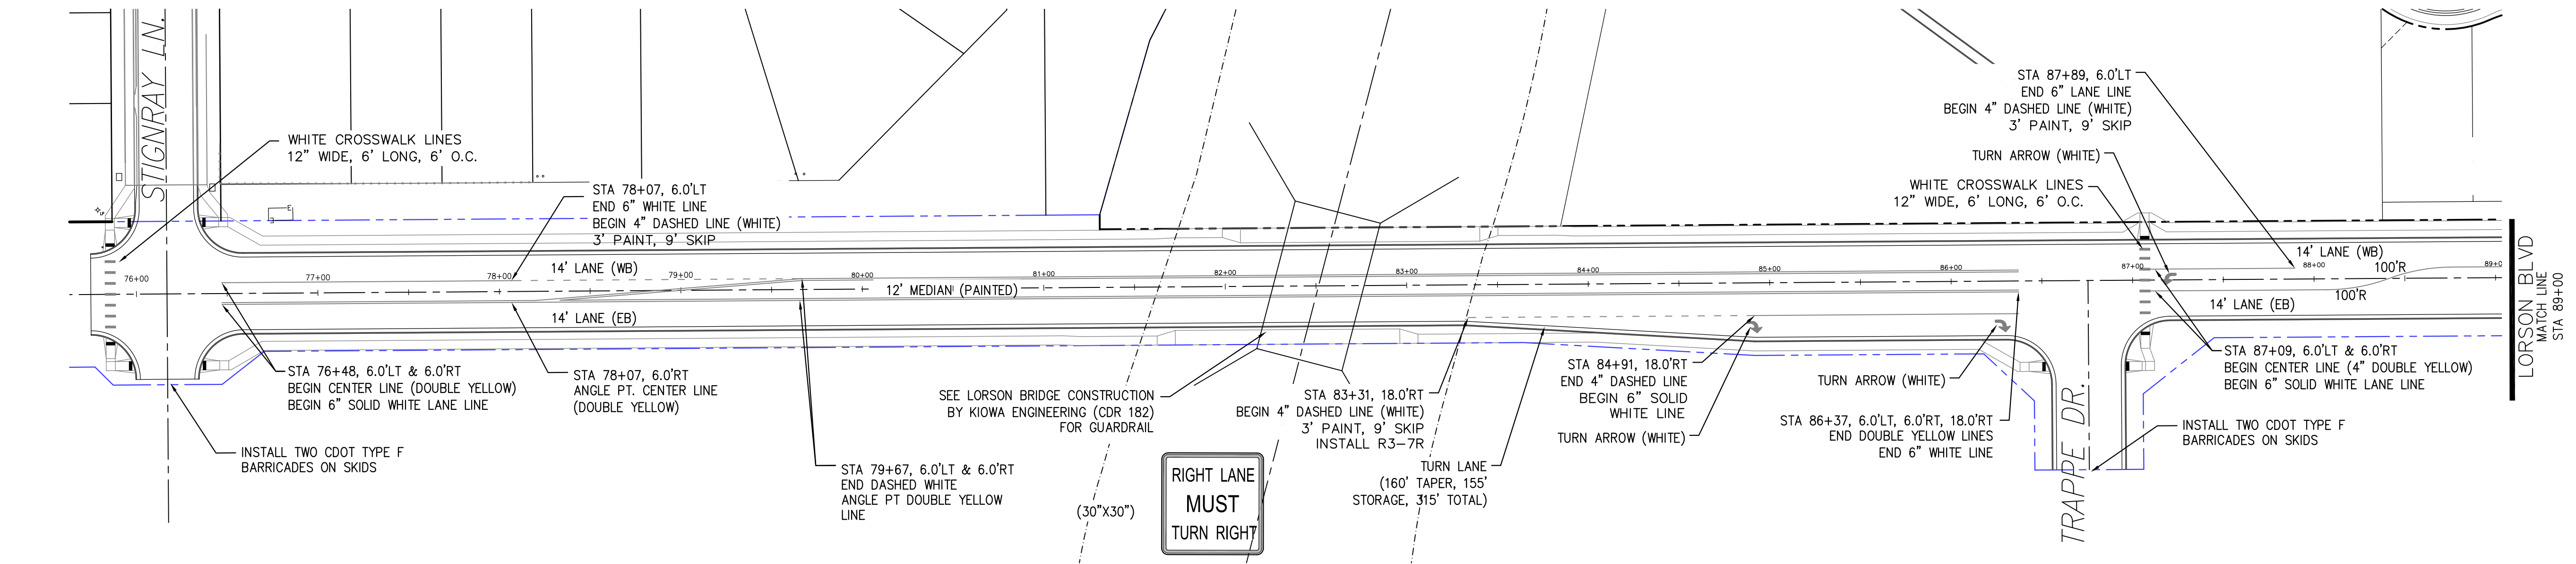 STIGNRAY LN.
WHITE CROSSWALK LINES
12" WIDE, 6' LONG, 6' O.C.
STA 78+07, 6.0'LT
END 6" WHITE LINE
BEGIN 4" DASHED LINE (WHITE)
3' PAINT, 9' SKIP
STA 87+89, 6.0'LT
END 6" LANE LINE
BEGIN 4" DASHED LINE (WHITE)
3' PAINT, 9' SKIP
TURN ARROW (WHITE)
WHITE CROSSWALK LINES
12" WIDE, 6' LONG, 6' O.C.
14' LANE (WB)
14' LANE (WB)
76+00
77+00
78+00
79+00
80+00
81+00
82+00
83+00
84+00
85+00
86+00
87+00
88+00
89+0
100'R
100'R
12' MEDIAN (PAINTED)
14' LANE (EB)
14' LANE (EB)
LORSON BLVD
MATCH LINE
STA 89+00
STA 76+48, 6.0'LT & 6.0'RT
BEGIN CENTER LINE (DOUBLE YELLOW)
BEGIN 6" SOLID WHITE LANE LINE
STA 78+07, 6.0'RT
ANGLE PT. CENTER LINE
(DOUBLE YELLOW)
SEE LORSON BRIDGE CONSTRUCTION
BY KIOWA ENGINEERING (CDR 182)
FOR GUARDRAIL
STA 83+31, 18.0'RT
BEGIN 4" DASHED LINE (WHITE)
3' PAINT, 9' SKIP
INSTALL R3-7R
STA 84+91, 18.0'RT
END 4" DASHED LINE
BEGIN 6" SOLID
WHITE LINE
TURN ARROW (WHITE)
TURN ARROW (WHITE)
STA 86+37, 6.0'LT, 6.0'RT, 18.0'RT
END DOUBLE YELLOW LINES
END 6" WHITE LINE
STA 87+09, 6.0'LT & 6.0'RT
BEGIN CENTER LINE (4" DOUBLE YELLOW)
BEGIN 6" SOLID WHITE LANE LINE
INSTALL TWO CDOT TYPE F
BARRICADES ON SKIDS
STA 79+67, 6.0'LT & 6.0'RT
END DASHED WHITE
ANGLE PT DOUBLE YELLOW
LINE
(30"X30")
RIGHT LANE
MUST
TURN RIGHT
TURN LANE
(160' TAPER, 155'
STORAGE, 315' TOTAL)
TRAPPE DR.
INSTALL TWO CDOT TYPE F
BARRICADES ON SKIDS